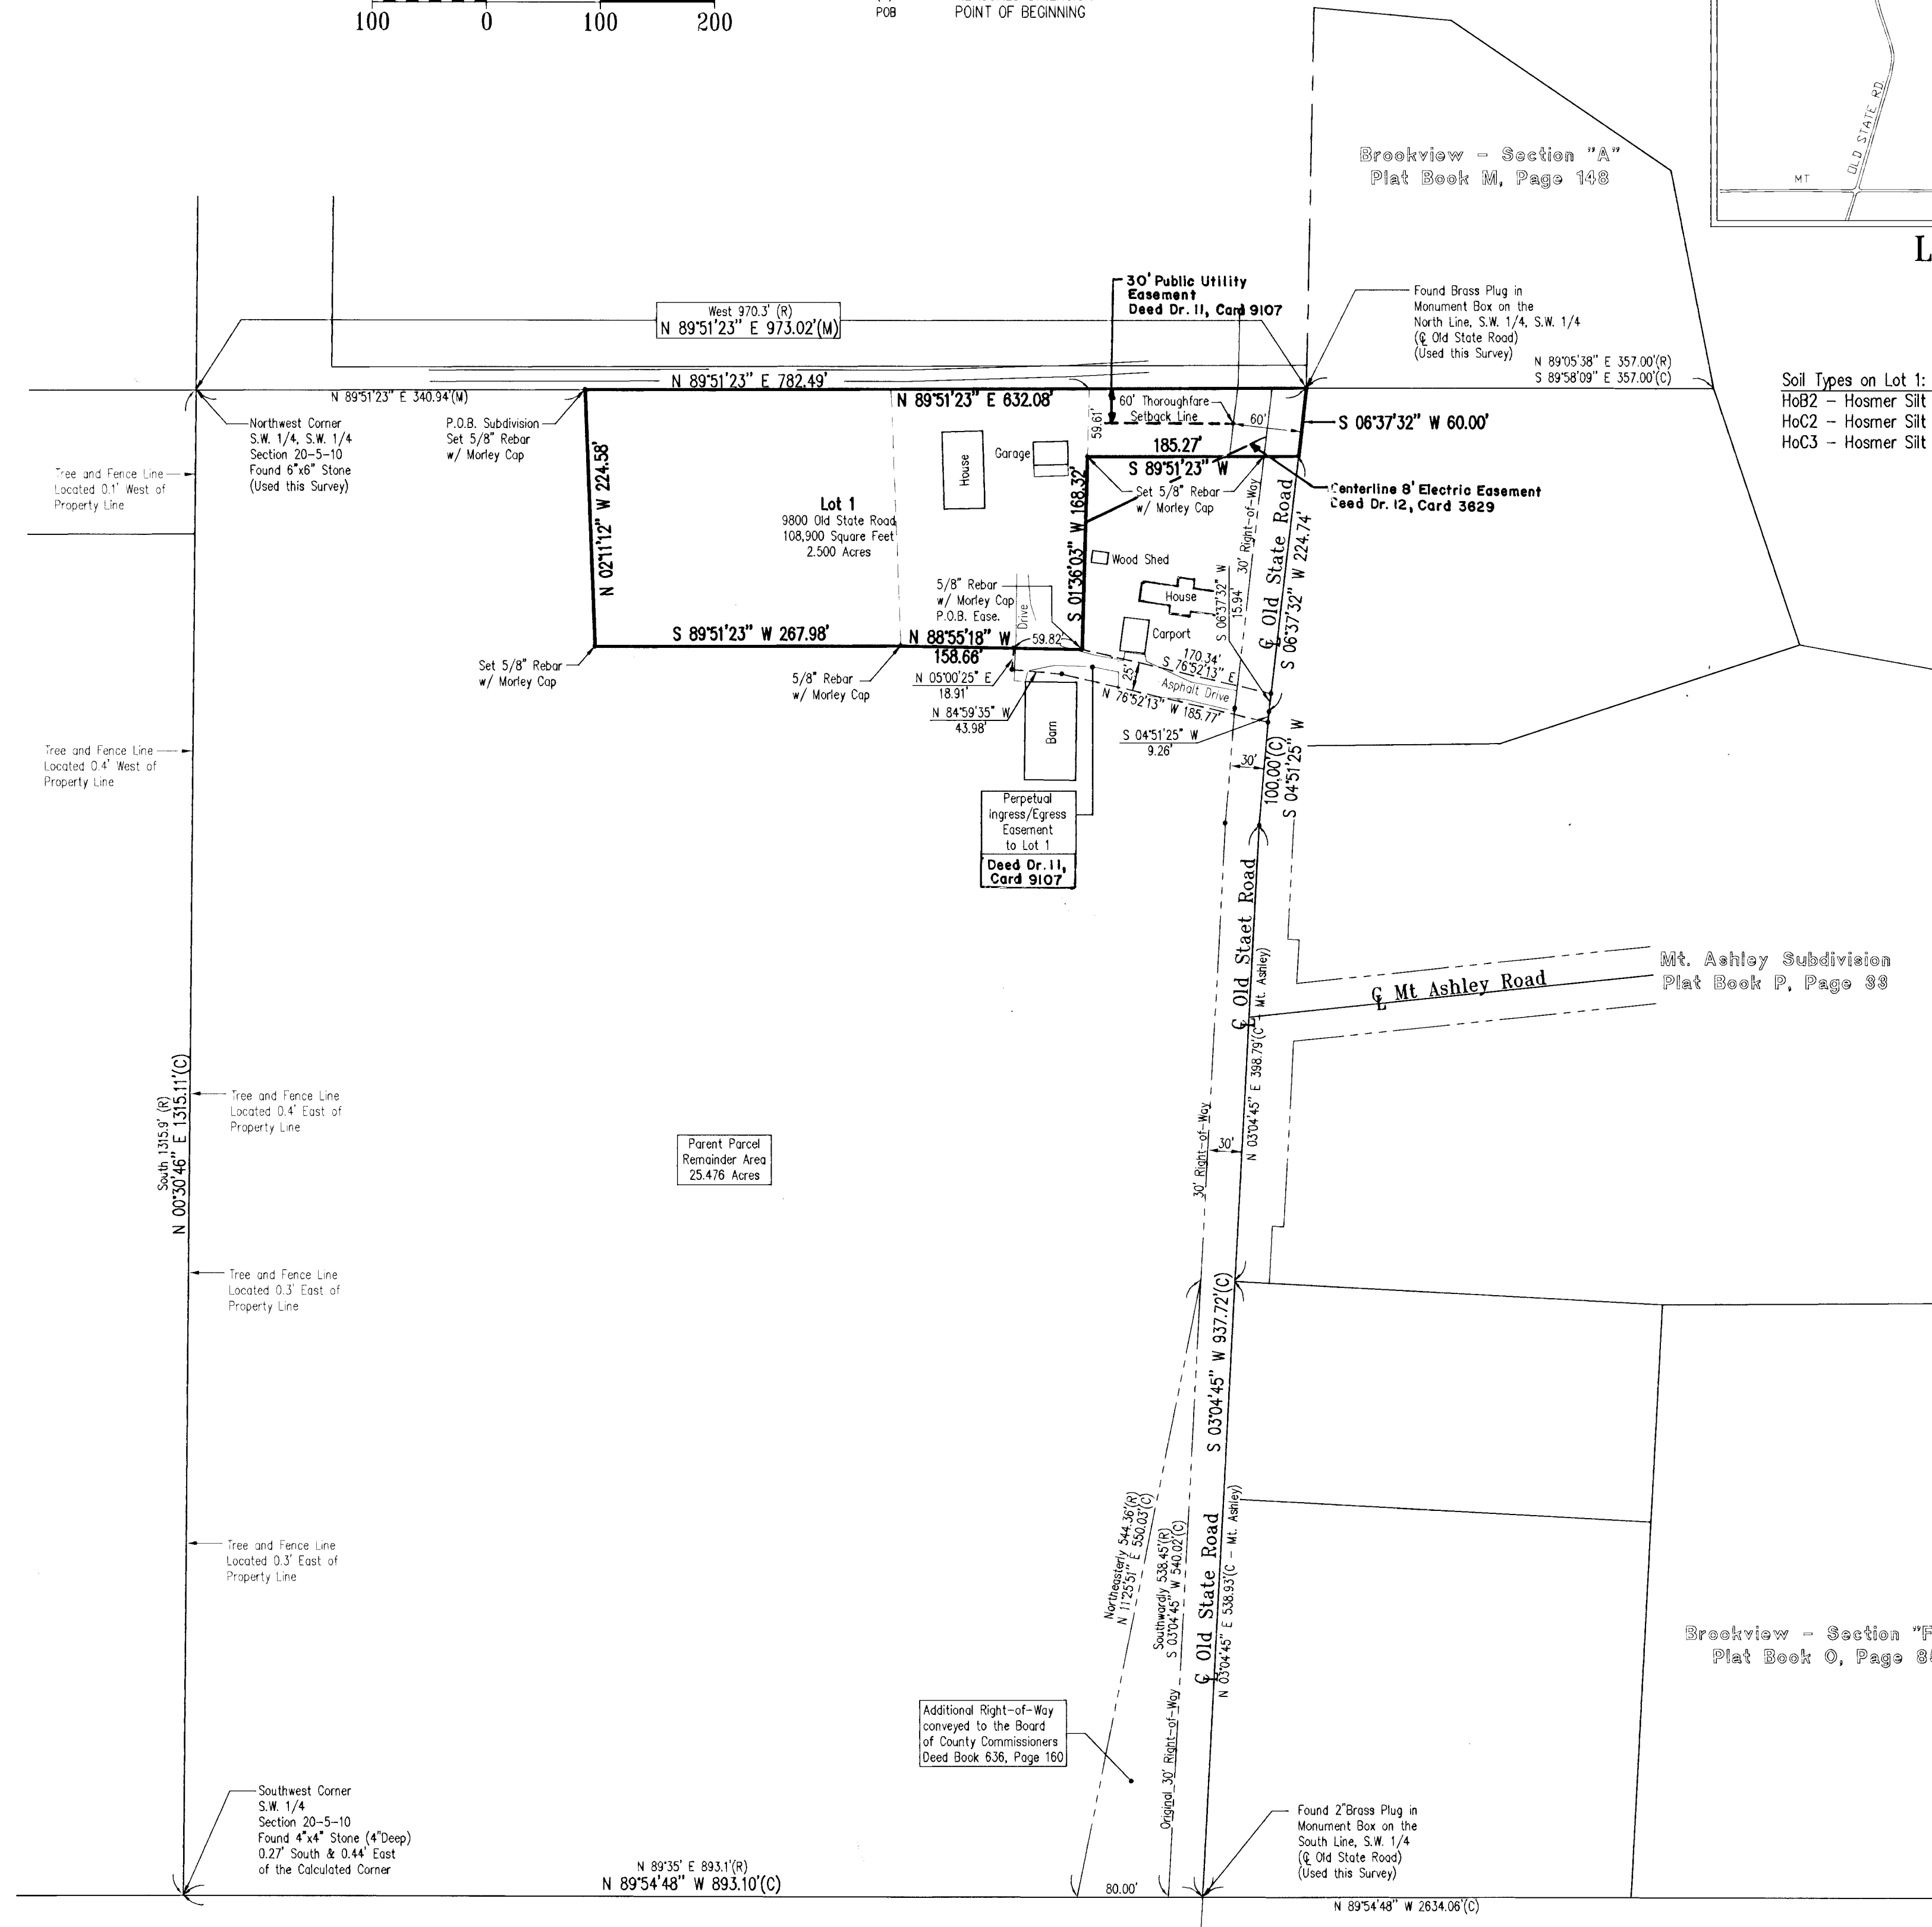 100 0 100 200
POB POINT OF BEGINNING
OLD STATE RD.
MT
L
Brookview - Section "A"
Plat Book M, Page 148
30' Public Utility
Easement
Deed Dr. 11, Card 9107
West 970.3' (R)
N 89°51'23" E 973.02'(M)
Found Brass Plug in
Monument Box on the
North Line, S.W. 1/4, S.W. 1/4
(℄ Old State Road)
(Used this Survey)
N 89°05'38" E 357.00'(R)
S 89°58'09" E 357.00'(C)
Soil Types on Lot 1:
HoB2 - Hosmer Silt
HoC2 - Hosmer Silt
HoC3 - Hosmer Silt
N 89°51'23" E 782.49'
N 89°51'23" E 340.94'(M)
N 89°51'23" E 632.08'
60' Thoroughfare
Setback Line
59.61'
60'
S 06°37'32" W 60.00'
185.27'
S 89°51'23" W
Northwest Corner
S.W. 1/4, S.W. 1/4
Section 20-5-10
Found 6"x6" Stone
(Used this Survey)
P.O.B. Subdivision
Set 5/8" Rebar
w/ Morley Cap
Tree and Fence Line
Located 0.1' West of
Property Line
N 02°11'12" W 224.58'
House
Garage
Lot 1
9800 Old State Road
108,900 Square Feet
2.500 Acres
S 01°36'03" W 168.32'
Set 5/8" Rebar
w/ Morley Cap
Centerline 8' Electric Easement
Deed Dr. 12, Card 3629
30' Right-of-Way
℄ Old State Road
S 06°37'32" W 224.74'
Wood Shed
House
Carport
S 06°37'32" W
15.94'
5/8" Rebar
w/ Morley Cap
P.O.B. Ease.
Drive
S 89°51'23" W 267.98'
N 88°55'18" W
158.66'
59.82'
Set 5/8" Rebar
w/ Morley Cap
5/8" Rebar
w/ Morley Cap
N 05°00'25" E
18.91'
N 84°59'35" W
43.98'
170.34'
S 76°52'13" E
25'
Asphalt Drive
N 76°52'13" W 185.77'
S 04°51'25" W
9.26'
Barn
30'
100.00'(C)
S 04°51'25" W
Tree and Fence Line
Located 0.4' West of
Property Line
Perpetual
Ingress/Egress
Easement
to Lot 1
Deed Dr. 11,
Card 9107
℄ Old Staet Road
N 03°04'45" E 398.79'(C - Mt. Ashley)
℄ Mt Ashley Road
Mt. Ashley Subdivision
Plat Book P, Page 33
South 1315.9' (R)
N 00°30'46" E 1315.11'(C)
Tree and Fence Line
Located 0.4' East of
Property Line
Parent Parcel
Remainder Area
25.476 Acres
30' Right-of-Way
30'
Tree and Fence Line
Located 0.3' East of
Property Line
S 03°04'45" W 937.72'(C)
Tree and Fence Line
Located 0.3' East of
Property Line
Northeasterly 544.36'(R)
N 11°25'51" E 550.03'(C)
Southwardly 538.45'(R)
S 03°04'45" W 540.02'(C)
℄ Old State Road
N 03°04'45" E 538.93'(C - Mt. Ashley)
Original 30' Right-of-Way
Brookview - Section "F
Plat Book O, Page
Additional Right-of-Way
conveyed to the Board
of County Commissioners
Deed Book 636, Page 160
Southwest Corner
S.W. 1/4
Section 20-5-10
Found 4"x4" Stone (4"Deep)
0.27' South & 0.44' East
of the Calculated Corner
Found 2"Brass Plug in
Monument Box on the
South Line, S.W. 1/4
(℄ Old State Road)
(Used this Survey)
N 89°35' E 893.1'(R)
N 89°54'48" W 893.10'(C)
80.00'
N 89°54'48" W 2634.06'(C)